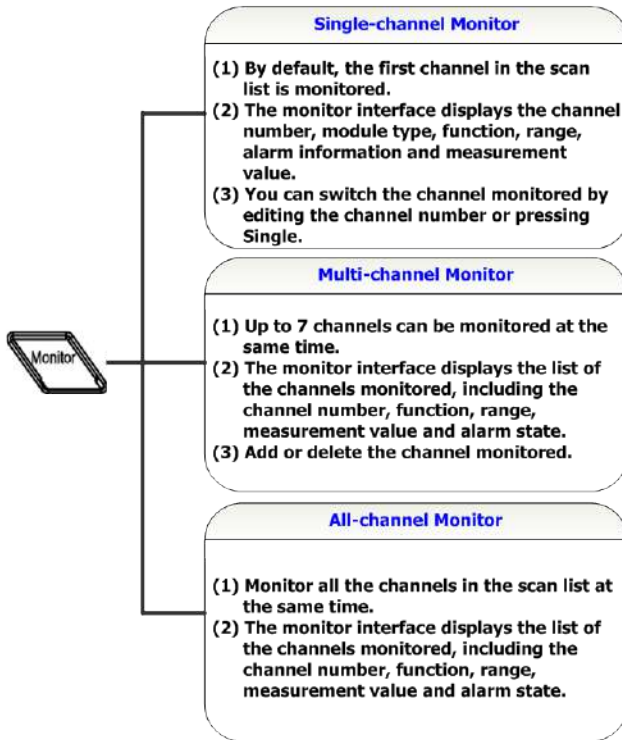 Single-channel Monitor
(1) By default, the first channel in the scan
list is monitored.
(2) The monitor interface displays the channel
number, module type, function, range,
alarm information and measurement
value.
(3) You can switch the channel monitored by
editing the channel number or pressing
Single.
Multi-channel Monitor
(1) Up to 7 channels can be monitored at the
same time.
(2) The monitor interface displays the list of
the channels monitored, including the
channel number, function, range,
measurement value and alarm state.
(3) Add or delete the channel monitored.
Monitor
All-channel Monitor
(1) Monitor all the channels in the scan list at
the same time.
(2) The monitor interface displays the list of
the channels monitored, including the
channel number, function, range,
measurement value and alarm state.